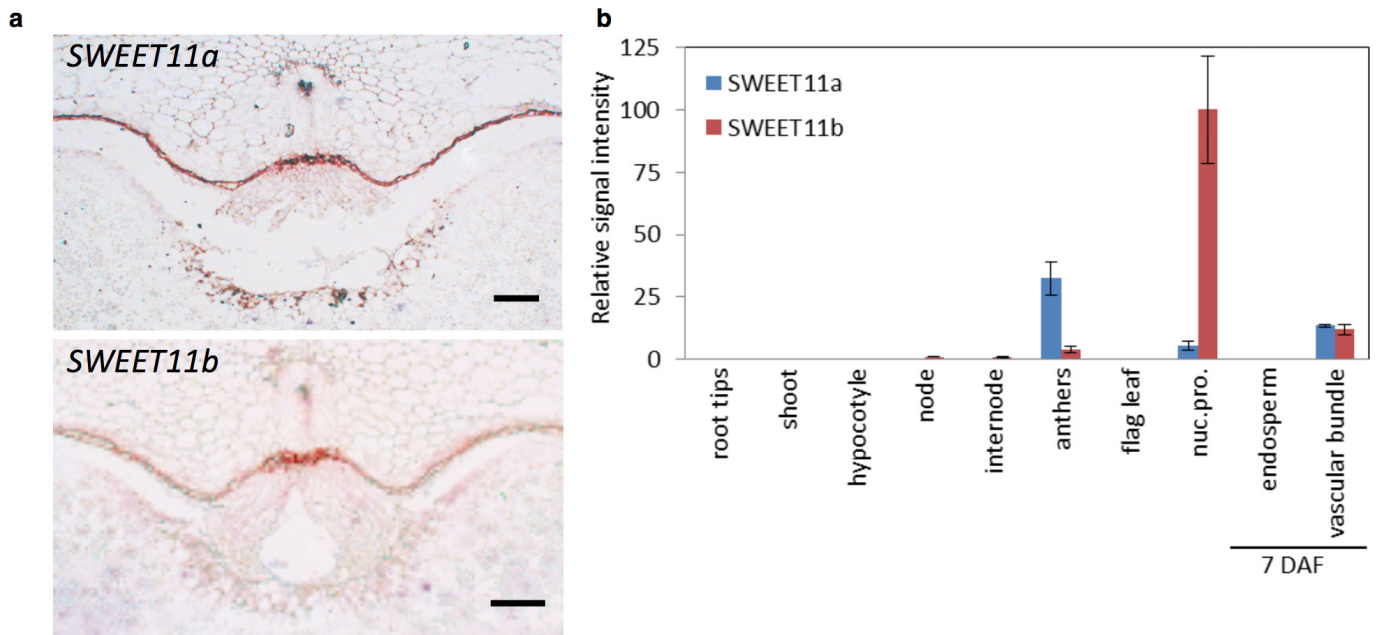 a
SWEET11a
SWEET11b
b
Relative signal intensity
125
100
75
50
25
0
SWEET11a
SWEET11b
root tips
shoot
hypocotyle
node
internode
anthers
flag leaf
nuc.pro.
endosperm
vascular bundle
7 DAF